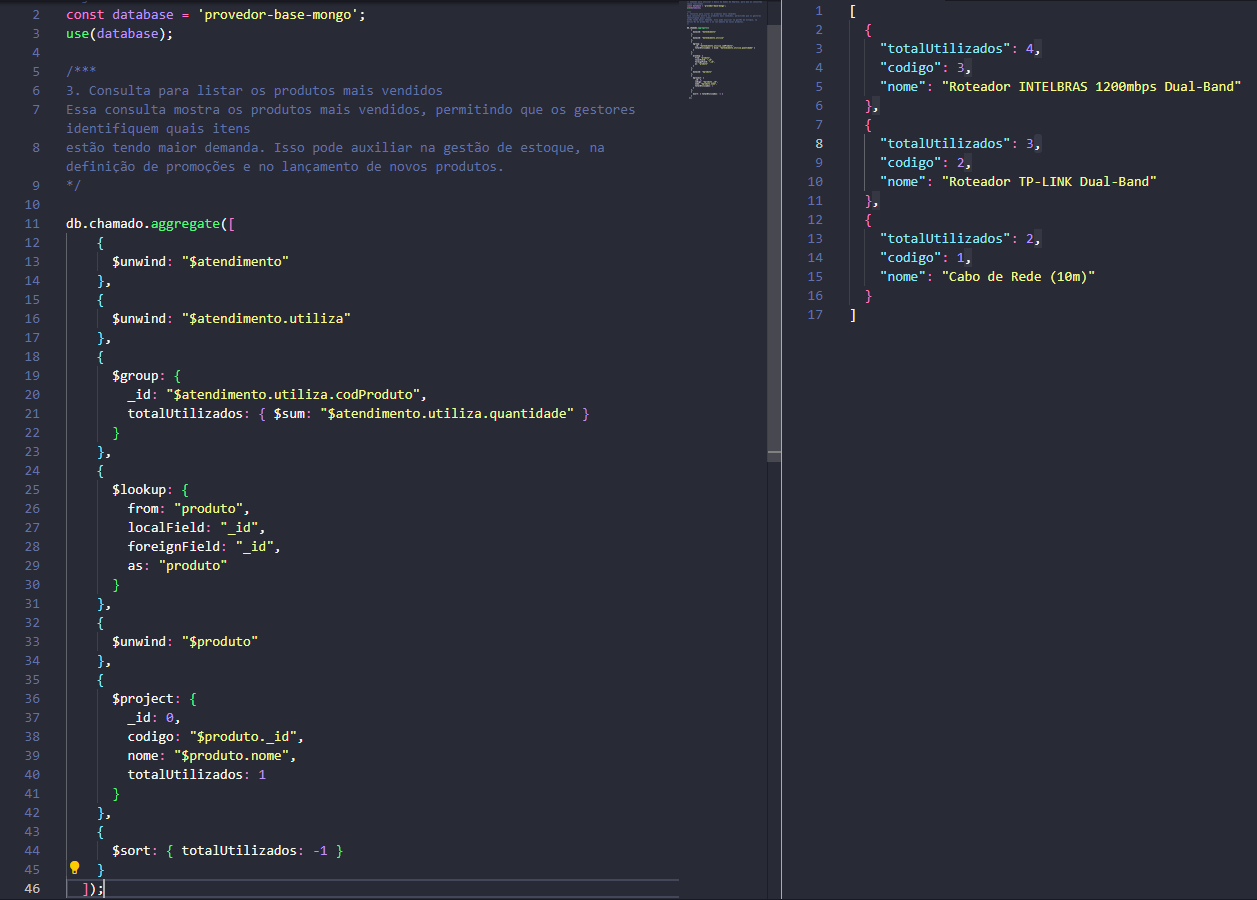 2 const database = 'provedor-base-mongo';
3 use(database);
4
5 /***
6 3. Consulta para listar os produtos mais vendidos
7 Essa consulta mostra os produtos mais vendidos, permitindo que os gestores
identifiquem quais itens
8 estão tendo maior demanda. Isso pode auxiliar na gestão de estoque, na
definição de promoções e no lançamento de novos produtos.
9 */
10
11 db.chamado.aggregate([
12 {
13 $unwind: "$atendimento"
14 },
15 {
16 $unwind: "$atendimento.utiliza"
17 },
18 {
19 $group: {
20 _id: "$atendimento.utiliza.codProduto",
21 totalUtilizados: { $sum: "$atendimento.utiliza.quantidade" }
22 }
23 },
24 {
25 $lookup: {
26 from: "produto",
27 localField: "_id",
28 foreignField: "_id",
29 as: "produto"
30 }
31 },
32 {
33 $unwind: "$produto"
34 },
35 {
36 $project: {
37 _id: 0,
38 codigo: "$produto._id",
39 nome: "$produto.nome",
40 totalUtilizados: 1
41 }
42 },
43 {
44 $sort: { totalUtilizados: -1 }
45 }
46 ]);
1 [
2 {
3 "totalUtilizados": 4,
4 "codigo": 3,
5 "nome": "Roteador INTELBRAS 1200mbps Dual-Band"
6 },
7 {
8 "totalUtilizados": 3,
9 "codigo": 2,
10 "nome": "Roteador TP-LINK Dual-Band"
11 },
12 {
13 "totalUtilizados": 2,
14 "codigo": 1,
15 "nome": "Cabo de Rede (10m)"
16 }
17 ]